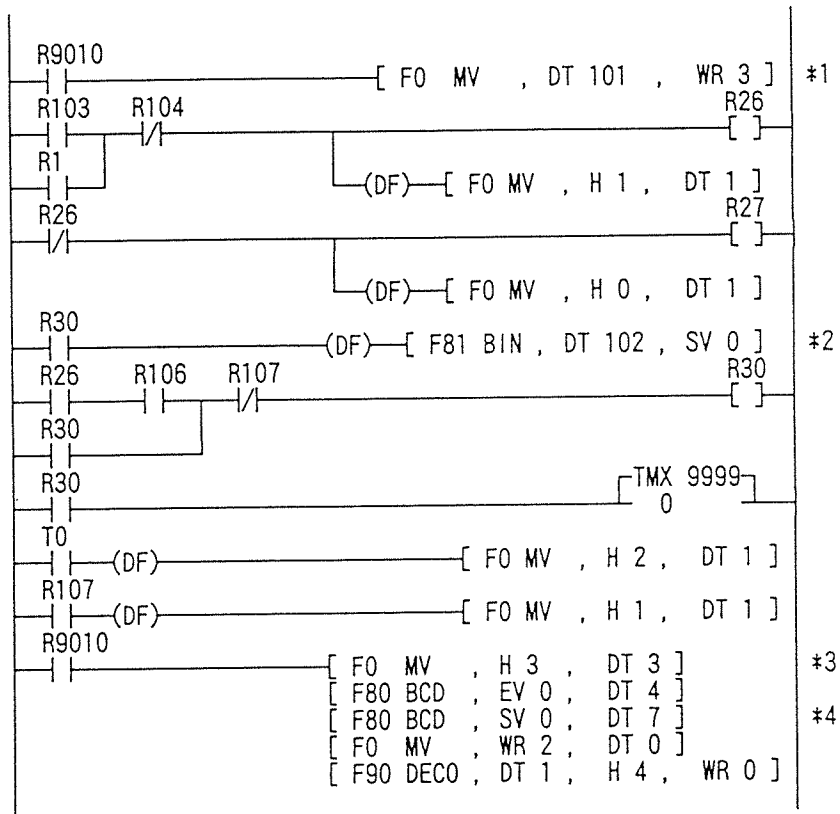 R9010
[ F0 MV , DT 101 , WR 3 ] *1
R103 R104 R26
R1
(DF) [ F0 MV , H 1 , DT 1 ]
R26 R27
(DF) [ F0 MV , H 0 , DT 1 ]
R30
(DF) [ F81 BIN , DT 102 , SV 0 ] *2
R26 R106 R107 R30
R30
R30
TMX 9999
0
T0
(DF) [ F0 MV , H 2 , DT 1 ]
R107
(DF) [ F0 MV , H 1 , DT 1 ]
R9010
[ F0 MV , H 3 , DT 3 ] *3
[ F80 BCD , EV 0 , DT 4 ]
[ F80 BCD , SV 0 , DT 7 ] *4
[ F0 MV , WR 2 , DT 0 ]
[ F90 DECO , DT 1 , H 4 , WR 0 ]